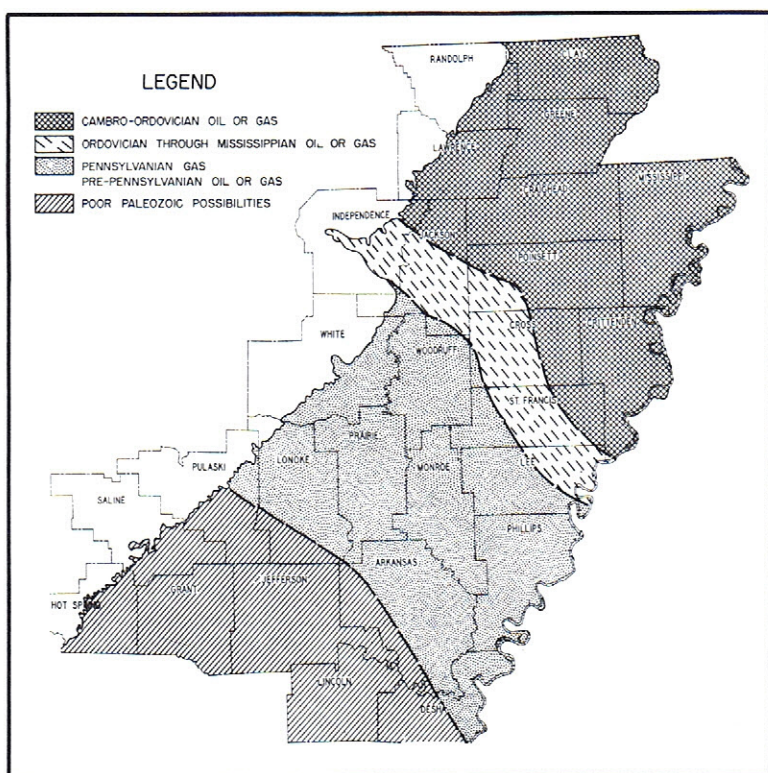 LEGEND
CAMBRO-ORDOVICIAN OIL OR GAS
ORDOVICIAN THROUGH MISSISSIPPIAN OIL OR GAS
PENNSYLVANIAN GAS
PRE-PENNSYLVANIAN OIL OR GAS
POOR PALEOZOIC POSSIBILITIES
RANDOLPH
CLAY
GREENE
LAWRENCE
CRAIGHEAD
MISSISSIPPI
INDEPENDENCE
JACKSON
POINSETT
WHITE
CROSS
CRITTENDEN
WOODRUFF
ST FRANCIS
PRAIRIE
PULASKI
LONOKE
MONROE
LEE
SALINE
PHILLIPS
ARKANSAS
JEFFERSON
GRANT
HOT SPRING
LINCOLN
DESHA